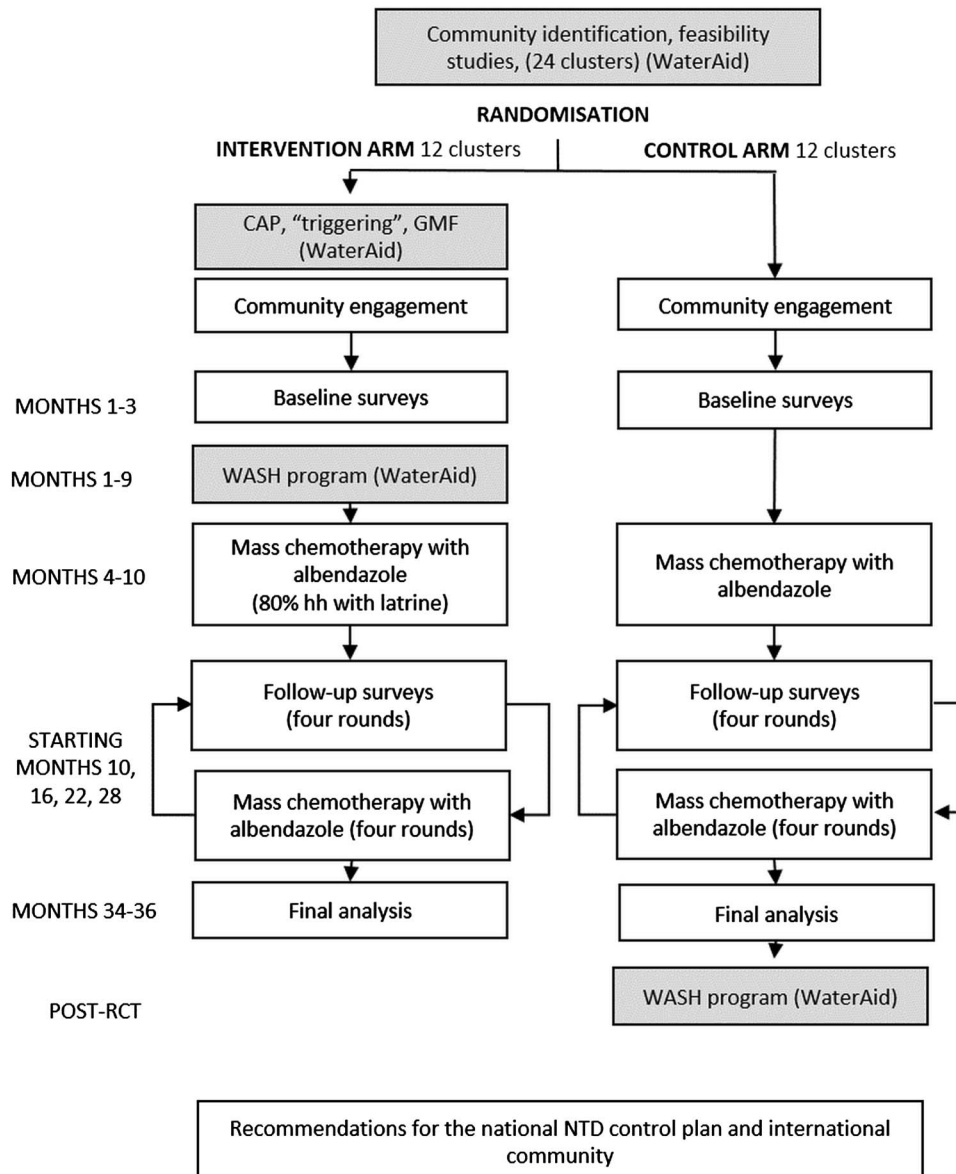 Community identification, feasibility
studies, (24 clusters) (WaterAid)
RANDOMISATION
INTERVENTION ARM 12 clusters
CONTROL ARM 12 clusters
CAP, “triggering”, GMF
(WaterAid)
Community engagement
Community engagement
MONTHS 1-3
Baseline surveys
Baseline surveys
MONTHS 1-9
WASH program (WaterAid)
MONTHS 4-10
Mass chemotherapy with
albendazole
(80% hh with latrine)
Mass chemotherapy with
albendazole
STARTING
MONTHS 10,
16, 22, 28
Follow-up surveys
(four rounds)
Follow-up surveys
(four rounds)
Mass chemotherapy with
albendazole (four rounds)
Mass chemotherapy with
albendazole (four rounds)
MONTHS 34-36
Final analysis
Final analysis
POST-RCT
WASH program (WaterAid)
Recommendations for the national NTD control plan and international
community